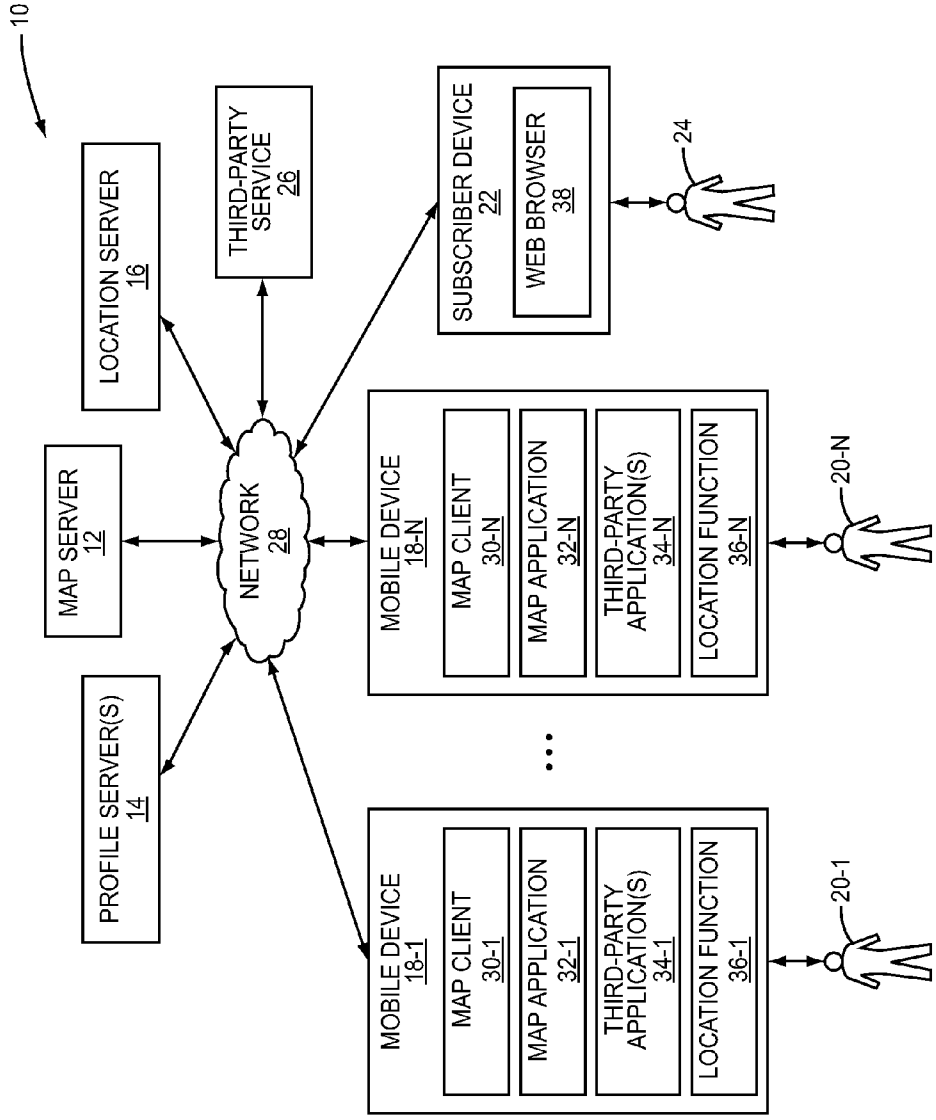 10
PROFILE SERVER(S)
14
MAP SERVER
12
LOCATION SERVER
16
NETWORK
28
THIRD-PARTY
SERVICE
26
MOBILE DEVICE
18-1
MAP CLIENT
30-1
MAP APPLICATION
32-1
THIRD-PARTY
APPLICATION(S)
34-1
LOCATION FUNCTION
36-1
20-1
•••
MOBILE DEVICE
18-N
MAP CLIENT
30-N
MAP APPLICATION
32-N
THIRD-PARTY
APPLICATION(S)
34-N
LOCATION FUNCTION
36-N
20-N
SUBSCRIBER DEVICE
22
WEB BROWSER
38
24